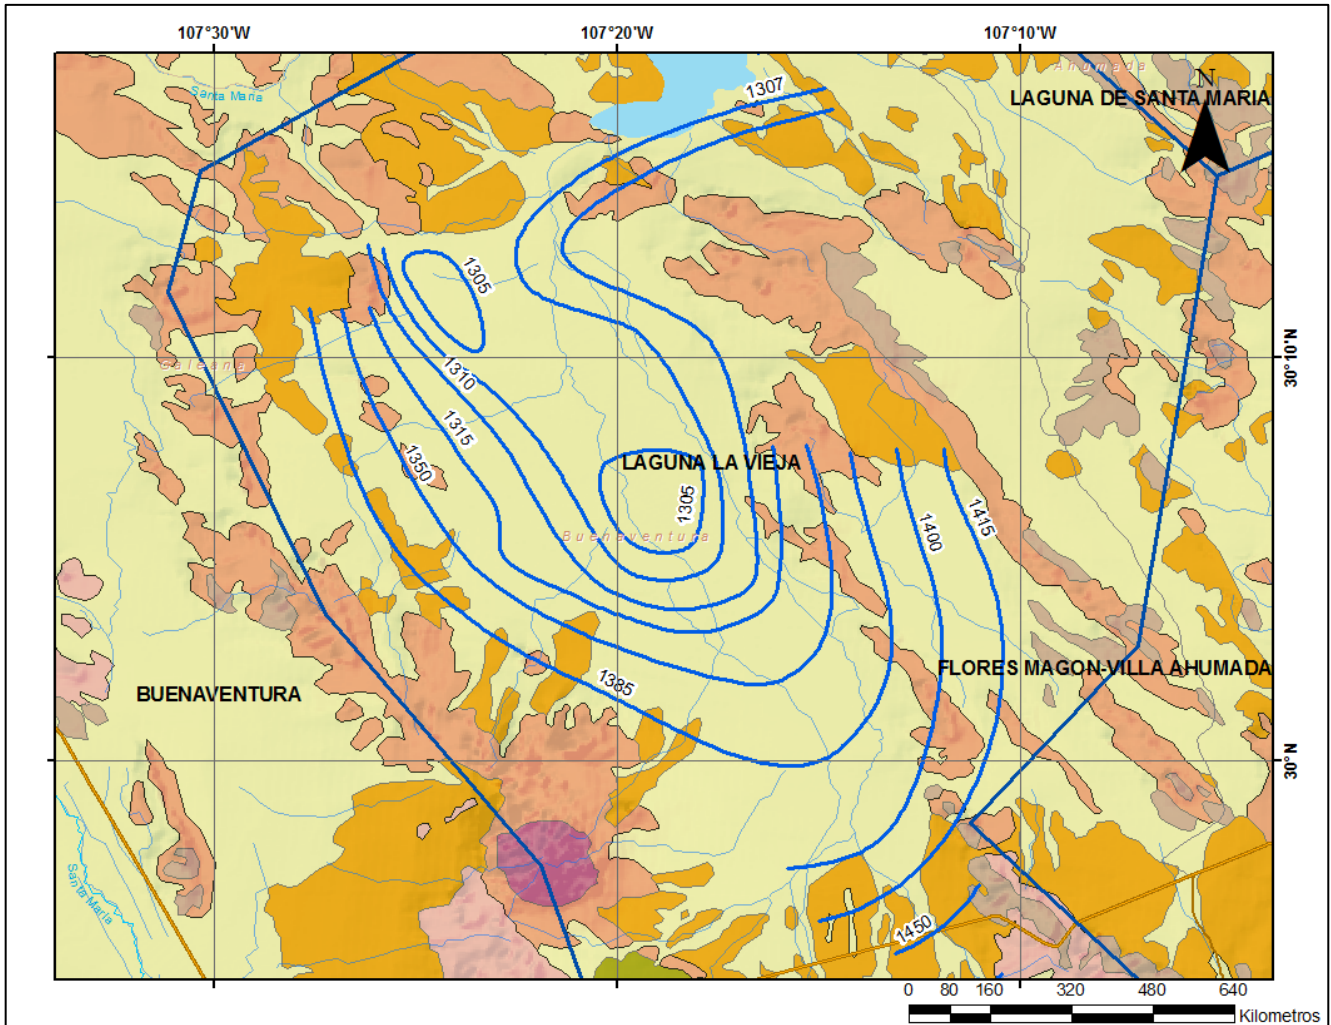 107°30'W
107°20'W
107°10'W
Ahumada
N
Santa Maria
1307
LAGUNA DE SANTA MARIA
1305
Galeana
1310
30°10'N
1315
1350
LAGUNA LA VIEJA
1305
1400
1415
Buenaventura
BUENAVENTURA
1385
FLORES MAGON-VILLA AHUMADA
30°N
Santa Maria
1450
0 80 160 320 480 640
Kilometros